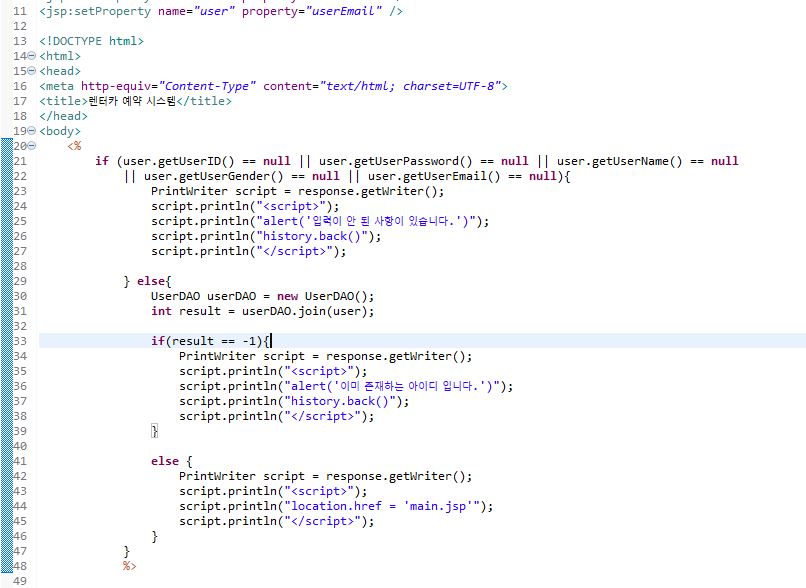 11 <jsp:setProperty name="user" property="userEmail" />
12
13 <!DOCTYPE html>
14 <html>
15 <head>
16 <meta http-equiv="Content-Type" content="text/html; charset=UTF-8">
17 <title>렌터카 예약 시스템</title>
18 </head>
19 <body>
20     <%
21         if (user.getUserID() == null || user.getUserPassword() == null || user.getUserName() == null
22             || user.getUserGender() == null || user.getUserEmail() == null){
23                 PrintWriter script = response.getWriter();
24                 script.println("<script>");
25                 script.println("alert('입력이 안 된 사항이 있습니다.')");
26                 script.println("history.back()");
27                 script.println("</script>");
28
29             } else{
30                 UserDAO userDAO = new UserDAO();
31                 int result = userDAO.join(user);
32
33                 if(result == -1){
34                     PrintWriter script = response.getWriter();
35                     script.println("<script>");
36                     script.println("alert('이미 존재하는 아이디 입니다.')");
37                     script.println("history.back()");
38                     script.println("</script>");
39                 }
40
41                 else {
42                     PrintWriter script = response.getWriter();
43                     script.println("<script>");
44                     script.println("location.href = 'main.jsp'");
45                     script.println("</script>");
46                 }
47             }
48             %>
49